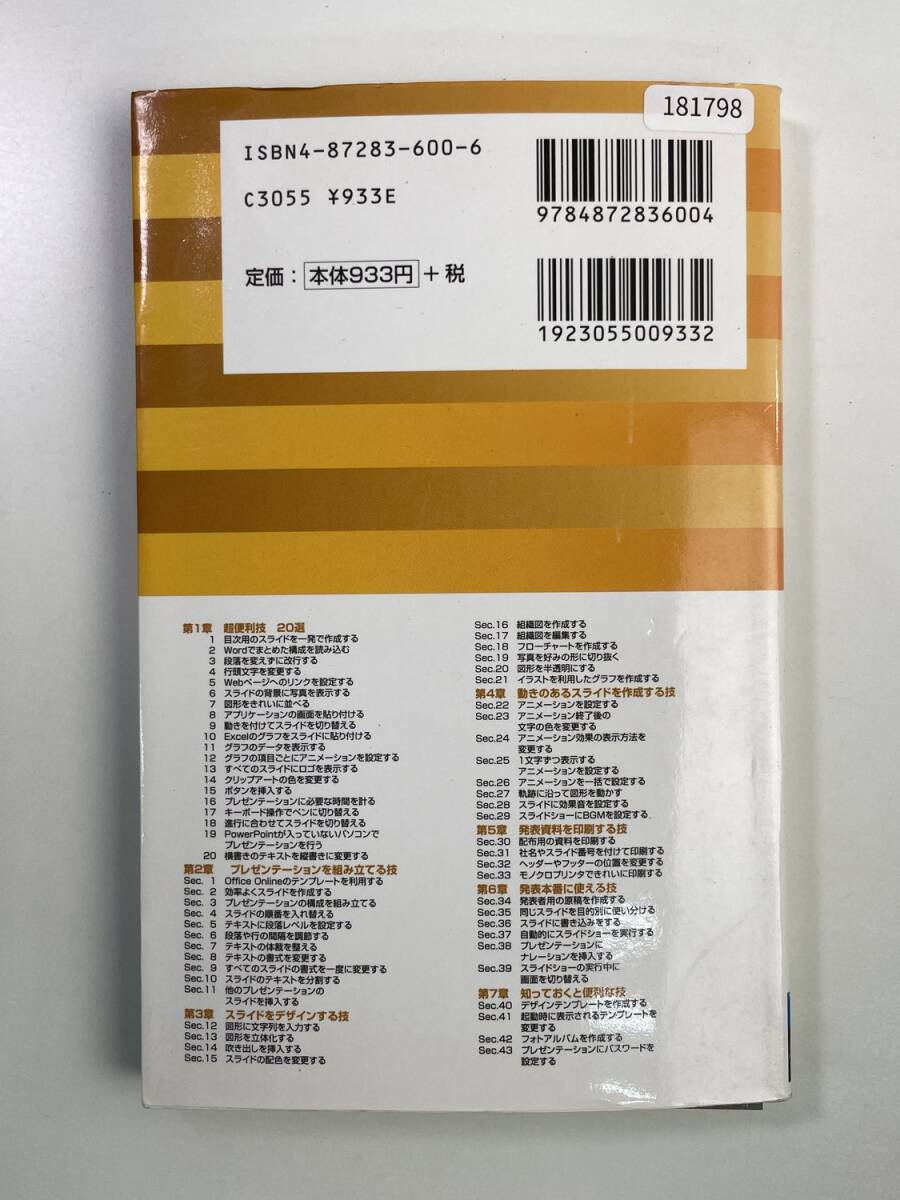 181798
ISBN4-87283-600-6
C3055 ¥933E
9784872836004
定価：本体933円＋税
1923055009332
第1章 超便利技 20選
1 目次用のスライドを一発で作成する
2 Wordでまとめた構成を読み込む
3 段落を変えずに改行する
4 行頭文字を変更する
5 Webページへのリンクを設定する
6 スライドの背景に写真を表示する
7 図形をきれいに並べる
8 アプリケーションの画面を貼り付ける
9 動きを付けてスライドを切り替える
10 Excelのグラフをスライドに貼り付ける
11 グラフのデータを表示する
12 グラフの項目ごとにアニメーションを設定する
13 すべてのスライドにロゴを表示する
14 クリップアートの色を変更する
15 ボタンを挿入する
16 プレゼンテーションに必要な時間を計る
17 キーボード操作でペンに切り替える
18 進行に合わせてスライドを切り替える
19 PowerPointが入っていないパソコンで
プレゼンテーションを行う
20 横書きのテキストを縦書きに変更する
第2章 プレゼンテーションを組み立てる技
Sec. 1 Office Onlineのテンプレートを利用する
Sec. 2 効率よくスライドを作成する
Sec. 3 プレゼンテーションの構成を組み立てる
Sec. 4 スライドの順番を入れ替える
Sec. 5 テキストに段落レベルを設定する
Sec. 6 段落や行の間隔を調節する
Sec. 7 テキストの体裁を整える
Sec. 8 テキストの書式を変更する
Sec. 9 すべてのスライドの書式を一度に変更する
Sec.10 スライドのテキストを分割する
Sec.11 他のプレゼンテーションの
スライドを挿入する
第3章 スライドをデザインする技
Sec.12 図形に文字列を入力する
Sec.13 図形を立体化する
Sec.14 吹き出しを挿入する
Sec.15 スライドの配色を変更する
Sec.16 組織図を作成する
Sec.17 組織図を編集する
Sec.18 フローチャートを作成する
Sec.19 写真を好みの形に切り抜く
Sec.20 図形を半透明にする
Sec.21 イラストを利用したグラフを作成する
第4章 動きのあるスライドを作成する技
Sec.22 アニメーションを設定する
Sec.23 アニメーション終了後の
文字の色を変更する
Sec.24 アニメーション効果の表示方法を
変更する
Sec.25 1文字ずつ表示する
アニメーションを設定する
Sec.26 アニメーションを一括で設定する
Sec.27 軌跡に沿って図形を動かす
Sec.28 スライドに効果音を設定する
Sec.29 スライドショーにBGMを設定する
第5章 発表資料を印刷する技
Sec.30 配布用の資料を印刷する
Sec.31 社名やスライド番号を付けて印刷する
Sec.32 ヘッダーやフッターの位置を変更する
Sec.33 モノクロプリンタできれいに印刷する
第6章 発表本番に使える技
Sec.34 発表者用の原稿を作成する
Sec.35 同じスライドを目的別に使い分ける
Sec.36 スライドに書き込みをする
Sec.37 自動的にスライドショーを実行する
Sec.38 プレゼンテーションに
ナレーションを挿入する
Sec.39 スライドショーの実行中に
画面を切り替える
第7章 知っておくと便利な技
Sec.40 デザインテンプレートを作成する
Sec.41 起動時に表示されるテンプレートを
変更する
Sec.42 フォトアルバムを作成する
Sec.43 プレゼンテーションにパスワードを
設定する